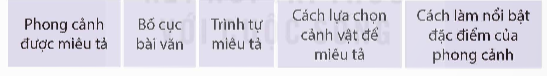 Phong cảnh
được miêu tả
Bố cục
bài văn
Trình tự
miêu tả
Cách lựa chọn
cảnh vật để
miêu tả
Cách làm nổi bật
đặc điểm của
phong cảnh